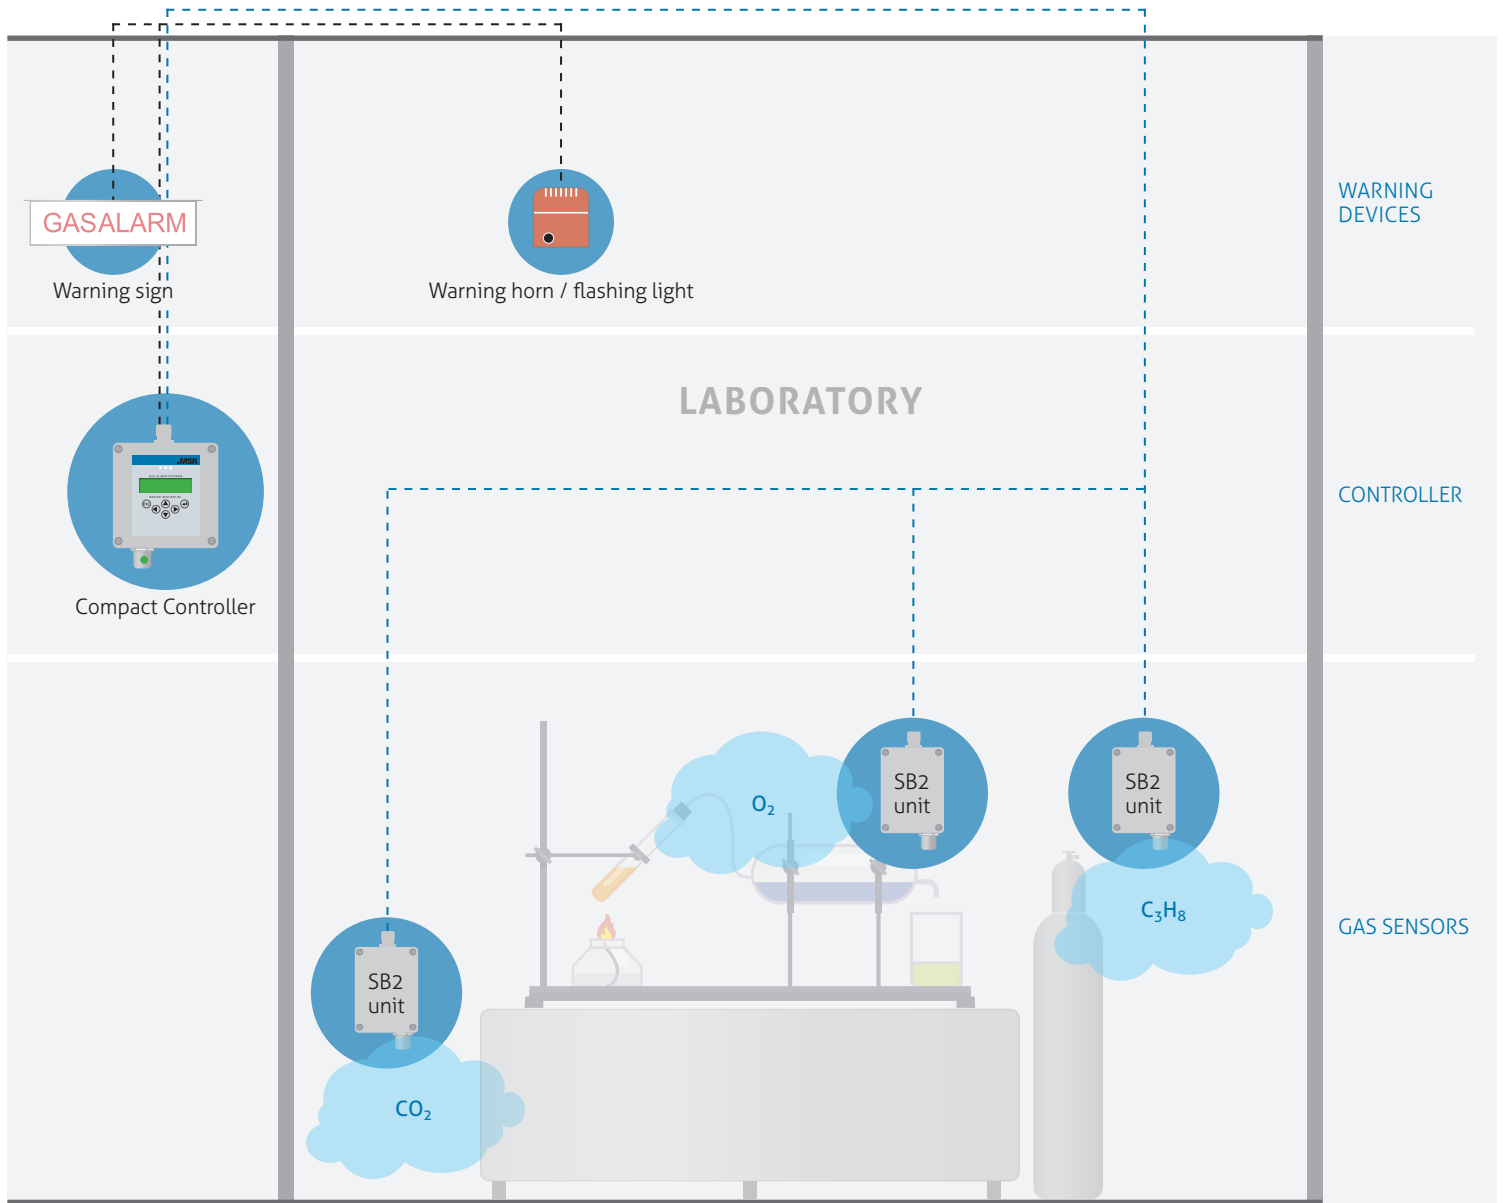 WARNING
DEVICES
GASALARM
Warning sign
Warning horn / flashing light
LABORATORY
CONTROLLER
MSR
Compact Controller
SB2
unit
SB2
unit
O₂
C₃H₈
GAS SENSORS
SB2
unit
CO₂